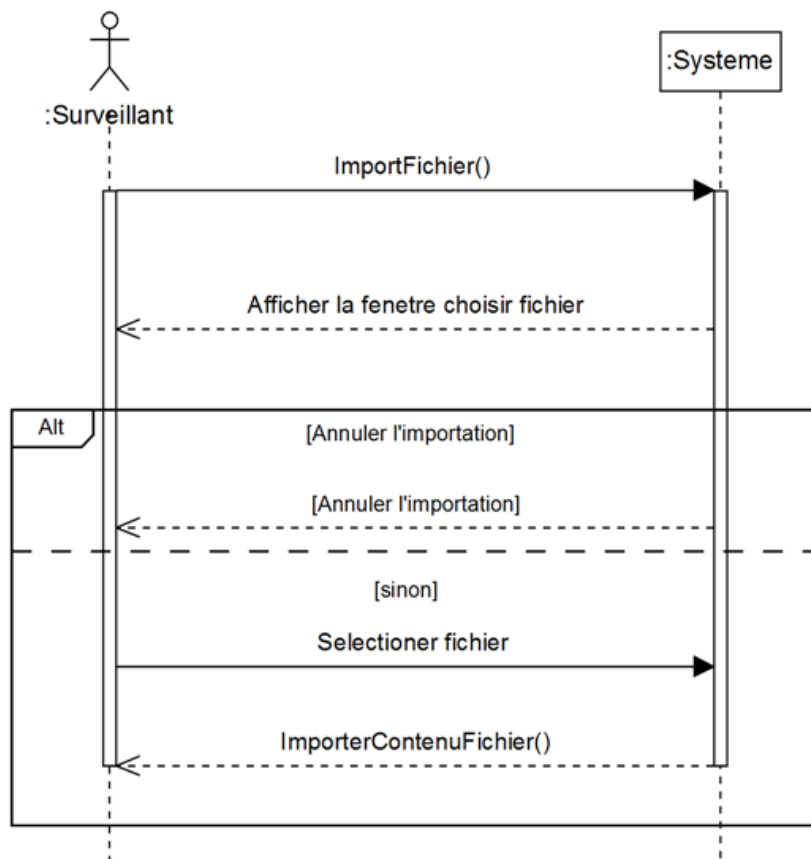 :Systeme
:Surveillant
ImportFichier()
Afficher la fenetre choisir fichier
Alt
[Annuler l'importation]
[Annuler l'importation]
[sinon]
Selectioner fichier
ImporterContenuFichier()